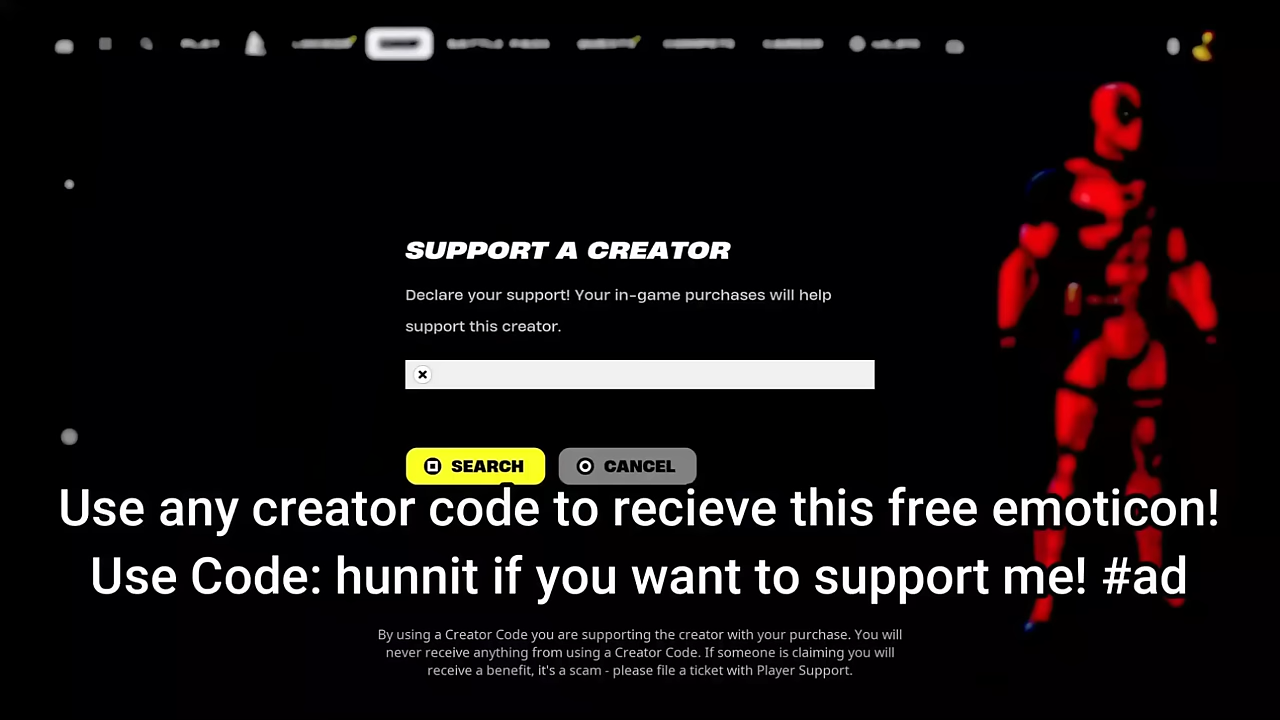 SUPPORT A CREATOR
Declare your support! Your in-game purchases will help
support this creator.
SEARCH CANCEL
Use any creator code to recieve this free emoticon!
Use Code: hunnit if you want to support me! #ad
By using a Creator Code you are supporting the creator with your purchase. You will
never receive anything from using a Creator Code. If someone is claiming you will
receive a benefit, it's a scam - please file a ticket with Player Support.